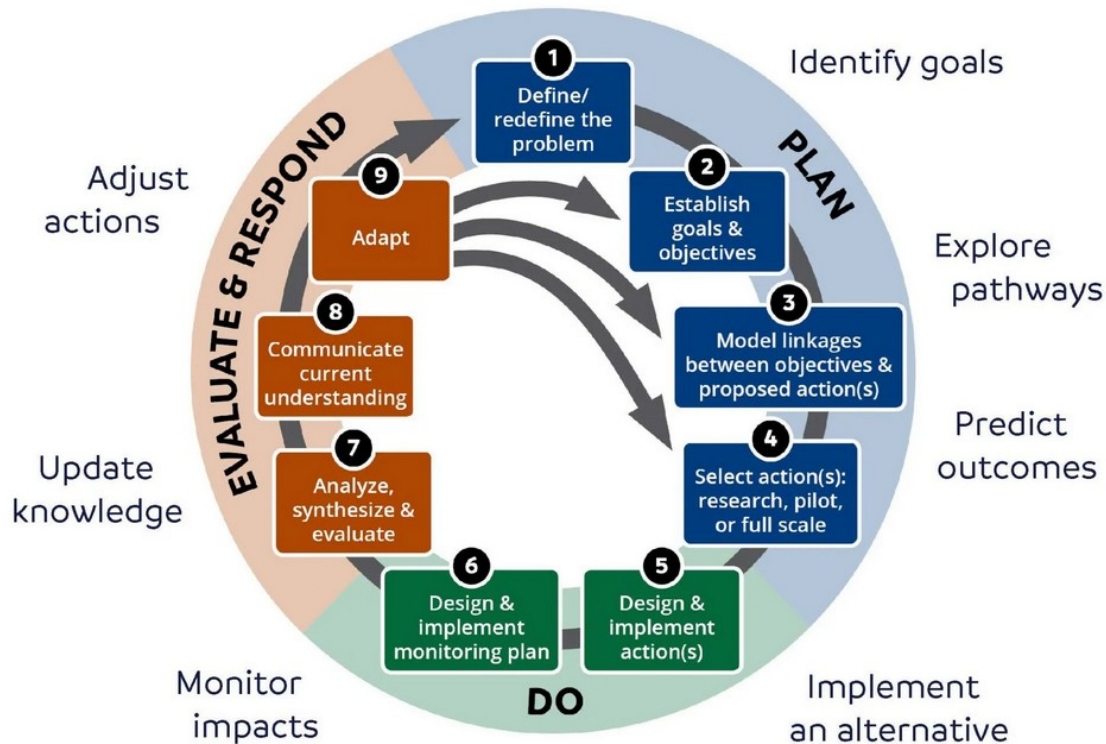 Identify goals
PLAN
Explore
pathways
Predict
outcomes
Implement
an alternative
DO
Monitor
impacts
Update
knowledge
EVALUATE & RESPOND
Adjust
actions
1
Define/
redefine the
problem
2
Establish
goals &
objectives
3
Model linkages
between objectives &
proposed action(s)
4
Select action(s):
research, pilot,
or full scale
5
Design &
implement
action(s)
6
Design &
implement
monitoring plan
7
Analyze,
synthesize &
evaluate
8
Communicate
current
understanding
9
Adapt